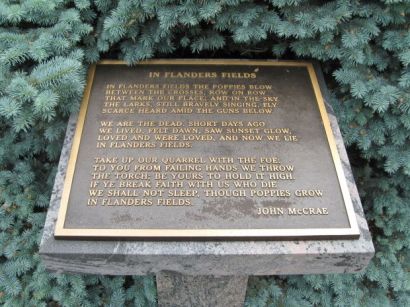 IN FLANDERS FIELDS
IN FLANDERS FIELDS THE POPPIES BLOW
BETWEEN THE CROSSES, ROW ON ROW
THAT MARK OUR PLACE; AND IN THE SKY
THE LARKS, STILL BRAVELY SINGING, FLY
SCARCE HEARD AMID THE GUNS BELOW.
WE ARE THE DEAD. SHORT DAYS AGO
WE LIVED, FELT DAWN, SAW SUNSET GLOW,
LOVED AND WERE LOVED, AND NOW WE LIE
IN FLANDERS FIELDS.
TAKE UP OUR QUARREL WITH THE FOE:
TO YOU FROM FAILING HANDS WE THROW
THE TORCH; BE YOURS TO HOLD IT HIGH.
IF YE BREAK FAITH WITH US WHO DIE
WE SHALL NOT SLEEP, THOUGH POPPIES GROW
IN FLANDERS FIELDS.
JOHN McCRAE